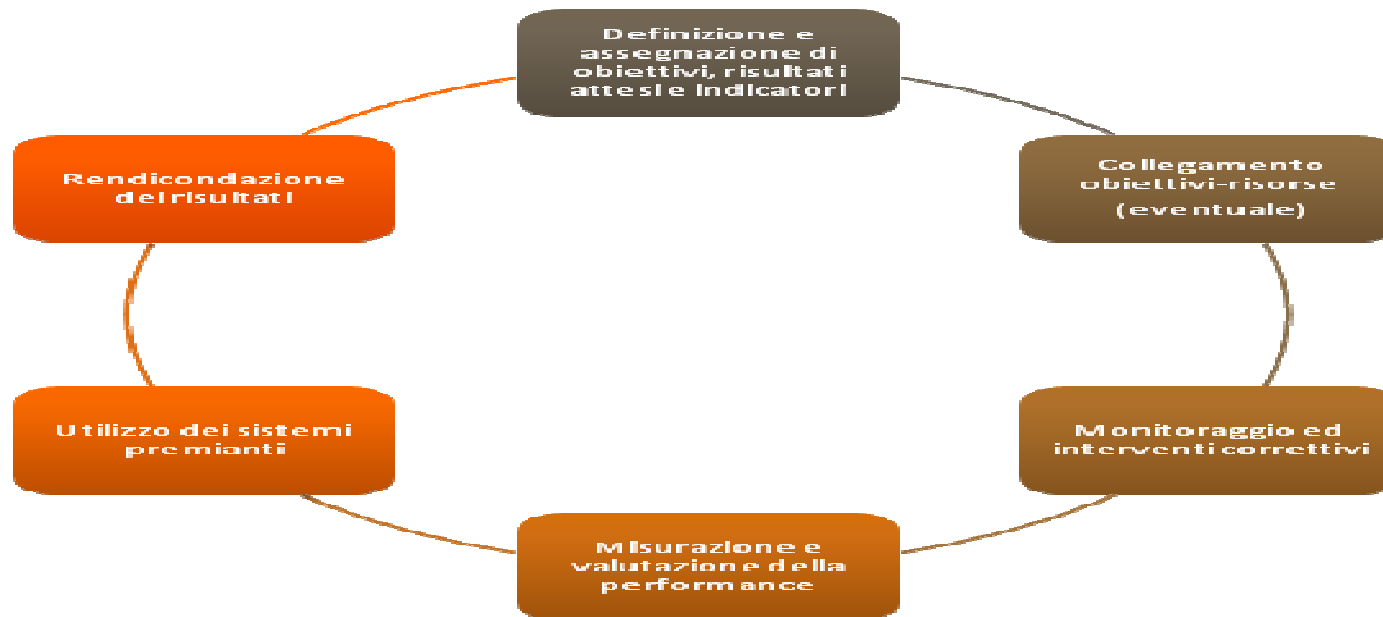 Definizione e
assegnazione di
obiettivi, risultati
attesi e indicatori
Collegamento
obiettivi-risorse
(eventuale)
Monitoraggio ed
interventi correttivi
Misurazione e
valutazione della
performance
Utilizzo dei sistemi
premianti
Rendicondazione
dei risultati